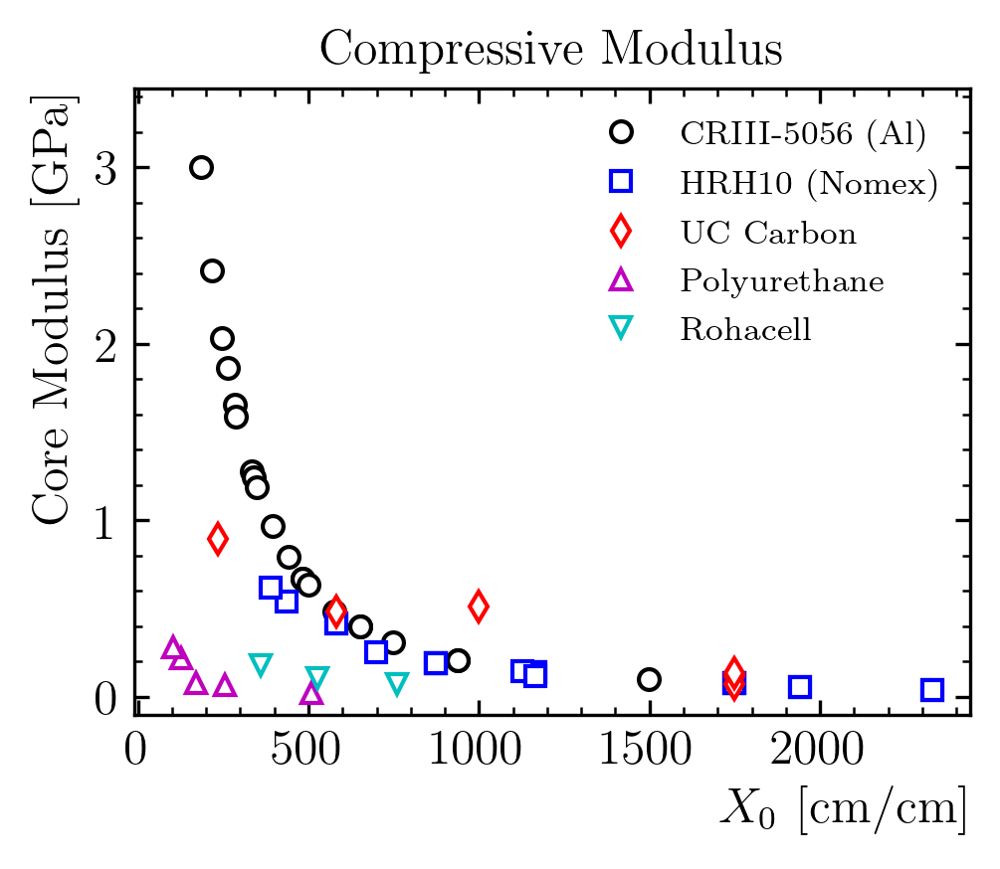 Compressive Modulus
Core Modulus [GPa]
3
2
1
0
CRIII-5056 (Al)
HRH10 (Nomex)
UC Carbon
Polyurethane
Rohacell
0 500 1000 1500 2000
X₀ [cm/cm]